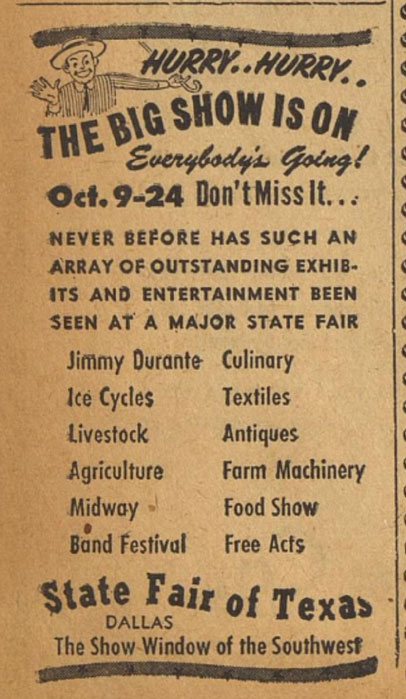 HURRY.. HURRY..
THE BIG SHOW IS ON
Everybody's Going!
Oct. 9-24 Don't Miss It...
NEVER BEFORE HAS SUCH AN
ARRAY OF OUTSTANDING EXHIB-
ITS AND ENTERTAINMENT BEEN
SEEN AT A MAJOR STATE FAIR
Jimmy Durante Culinary
Ice Cycles Textiles
Livestock Antiques
Agriculture Farm Machinery
Midway Food Show
Band Festival Free Acts
State Fair of Texas
DALLAS
The Show Window of the Southwest